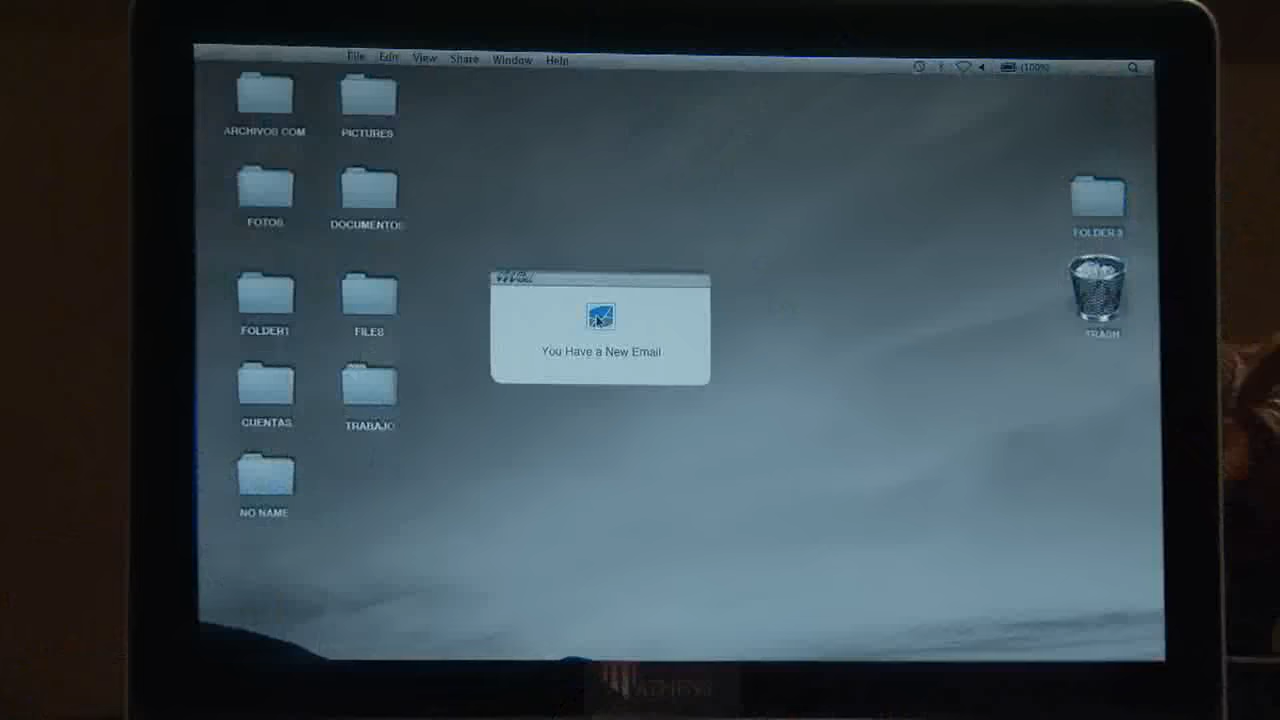 File Edit View Share Window Help
(100%)
ARCHIVOS COM
PICTURES
FOTOS
DOCUMENTOS
FOLDER 3
FOLDER1
FILES
TRASH
You Have a New Email
CUENTAS
TRABAJO
NO NAME